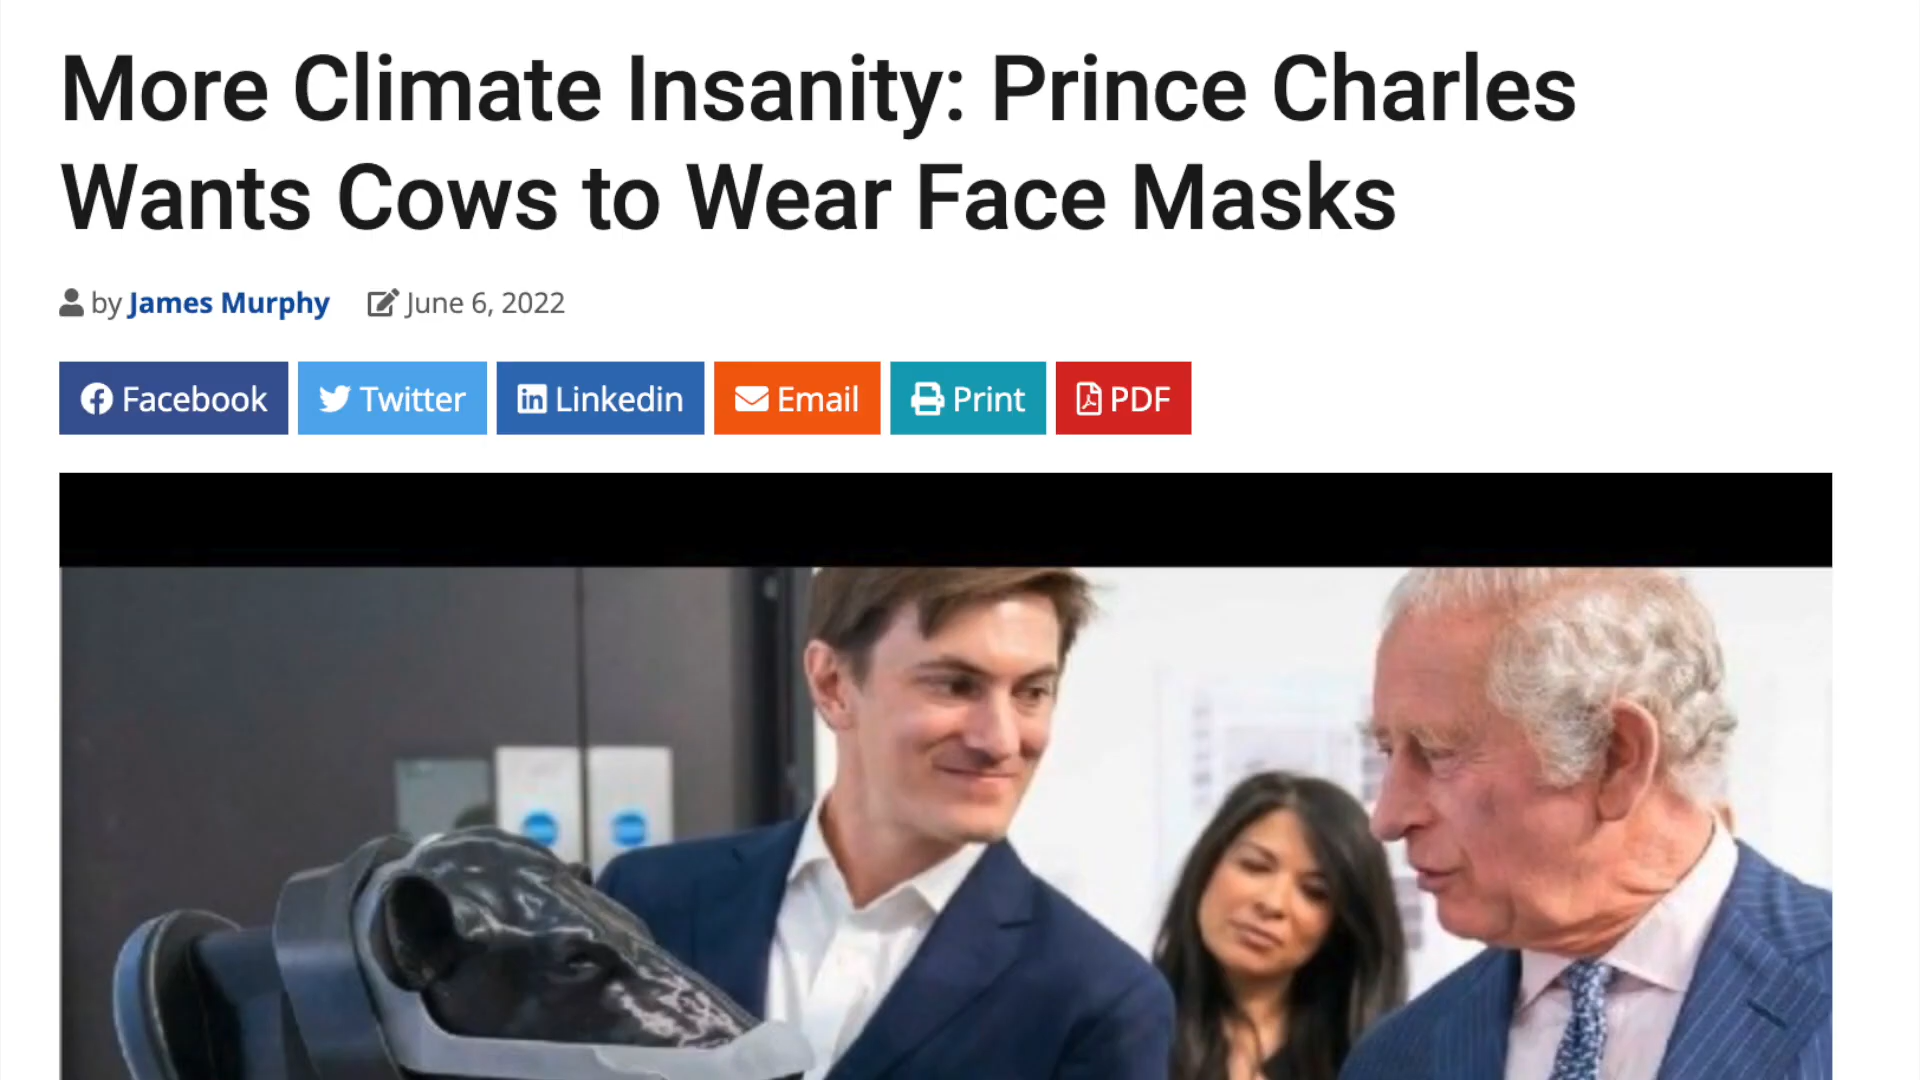 More Climate Insanity: Prince Charles
Wants Cows to Wear Face Masks
by James Murphy June 6, 2022
Facebook Twitter Linkedin Email Print PDF